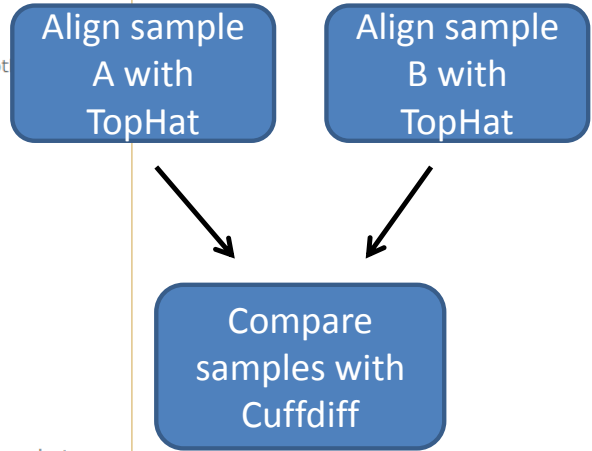 Align sample
A with
TopHat
Align sample
B with
TopHat
Compare
samples with
Cuffdiff